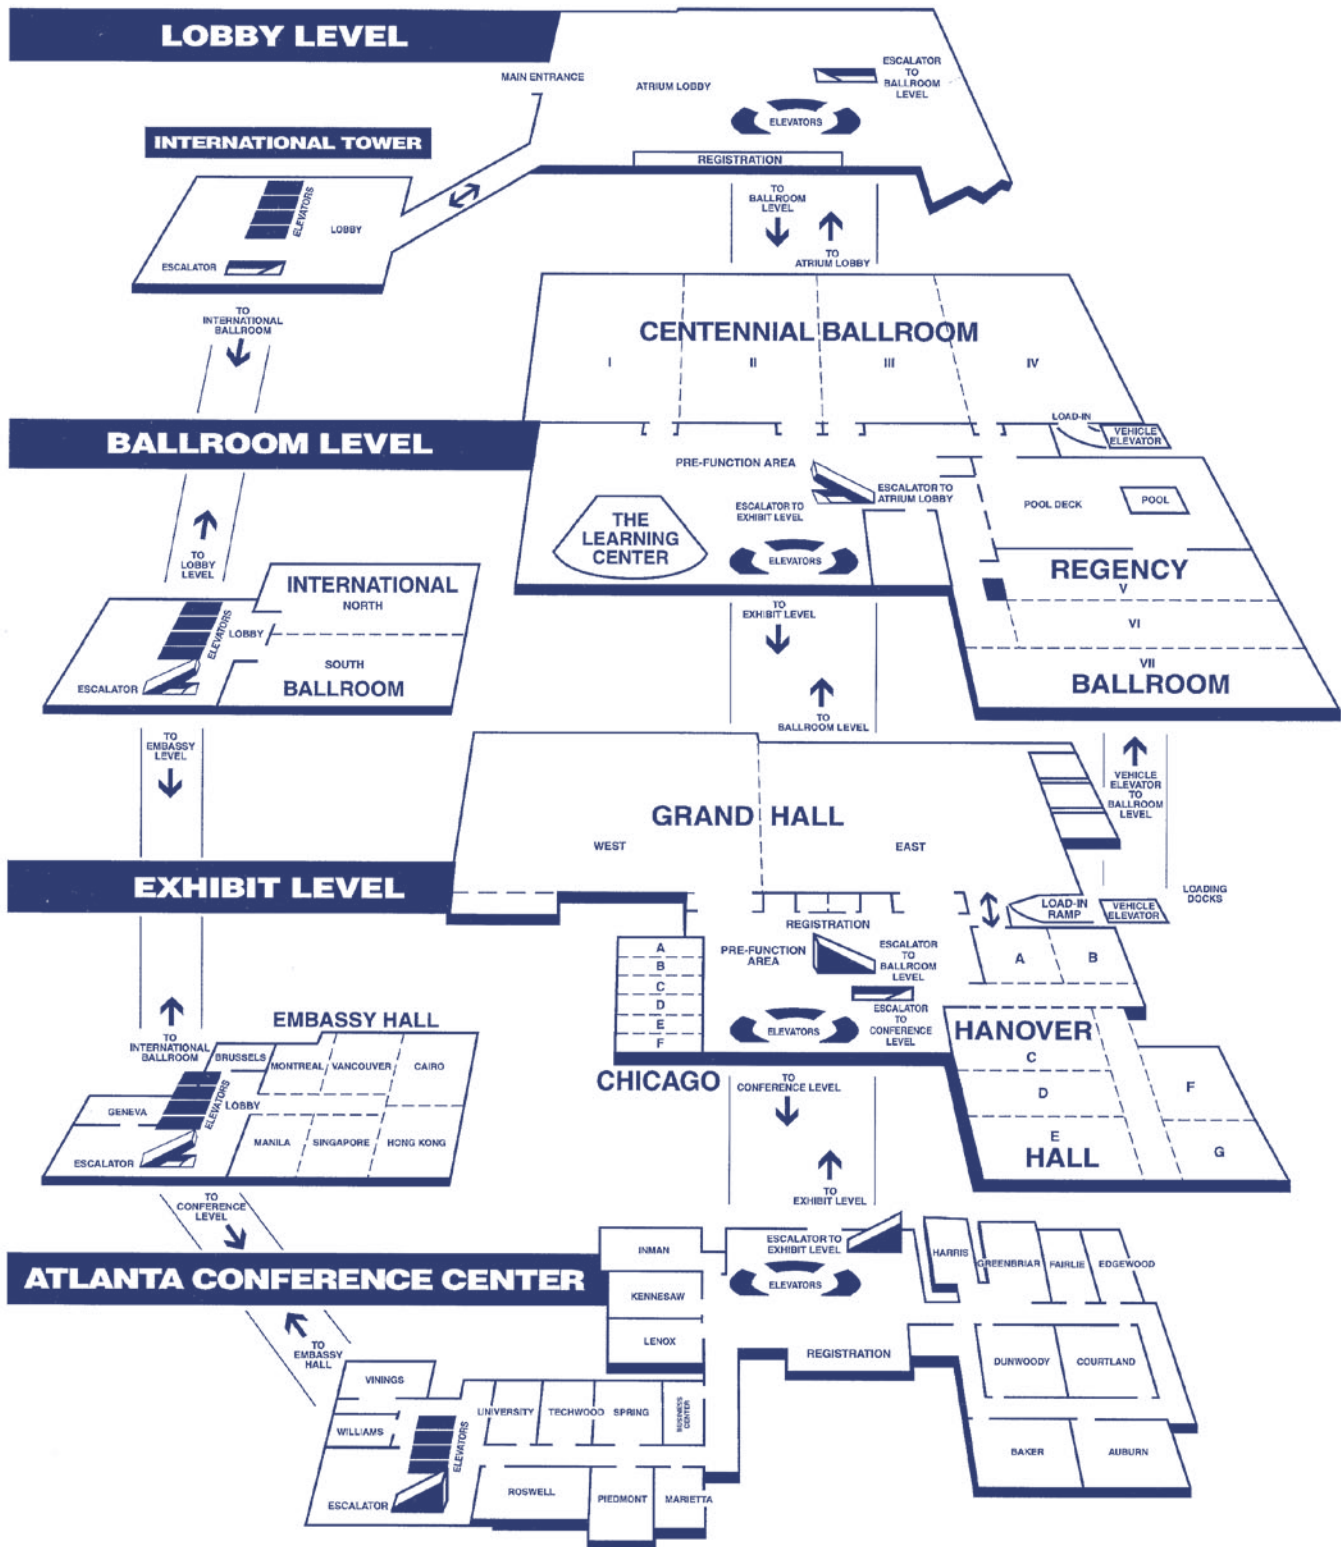 LOBBY LEVEL
MAIN ENTRANCE
ATRIUM LOBBY
ESCALATOR
TO
BALLROOM
LEVEL
ELEVATORS
REGISTRATION
INTERNATIONAL TOWER
ELEVATORS
LOBBY
ESCALATOR
TO
BALLROOM
LEVEL
TO
ATRIUM LOBBY
TO
INTERNATIONAL
BALLROOM
CENTENNIAL BALLROOM
I
II
III
IV
BALLROOM LEVEL
LOAD-IN
VEHICLE
ELEVATOR
PRE-FUNCTION AREA
ESCALATOR TO
ATRIUM LOBBY
ESCALATOR TO
EXHIBIT LEVEL
POOL DECK
POOL
THE
LEARNING
CENTER
ELEVATORS
REGENCY
V
VI
VII
BALLROOM
TO
LOBBY
LEVEL
INTERNATIONAL
NORTH
ELEVATORS
LOBBY
SOUTH
BALLROOM
ESCALATOR
TO
EXHIBIT LEVEL
TO
BALLROOM LEVEL
TO
EMBASSY
LEVEL
VEHICLE
ELEVATOR
TO
BALLROOM
LEVEL
GRAND HALL
WEST
EAST
EXHIBIT LEVEL
LOADING
DOCKS
LOAD-IN
RAMP
VEHICLE
ELEVATOR
REGISTRATION
PRE-FUNCTION
AREA
ESCALATOR
TO
BALLROOM
LEVEL
A
B
C
D
E
F
CHICAGO
ELEVATORS
ESCALATOR
TO
CONFERENCE
LEVEL
A
B
HANOVER
C
D
E
HALL
F
G
TO
INTERNATIONAL
BALLROOM
EMBASSY HALL
BRUSSELS
MONTREAL
VANCOUVER
CAIRO
GENEVA
ELEVATORS
LOBBY
MANILA
SINGAPORE
HONG KONG
ESCALATOR
TO
CONFERENCE LEVEL
TO
EXHIBIT LEVEL
TO
CONFERENCE
LEVEL
ATLANTA CONFERENCE CENTER
INMAN
KENNESAW
LENOX
ESCALATOR TO
EXHIBIT LEVEL
ELEVATORS
REGISTRATION
HARRIS
GREENBRIAR
FAIRLIE
EDGEWOOD
DUNWOODY
COURTLAND
BAKER
AUBURN
TO
EMBASSY
HALL
VININGS
WILLIAMS
ELEVATORS
ESCALATOR
UNIVERSITY
TECHWOOD
SPRING
BUSINESS
CENTER
ROSWELL
PIEDMONT
MARIETTA